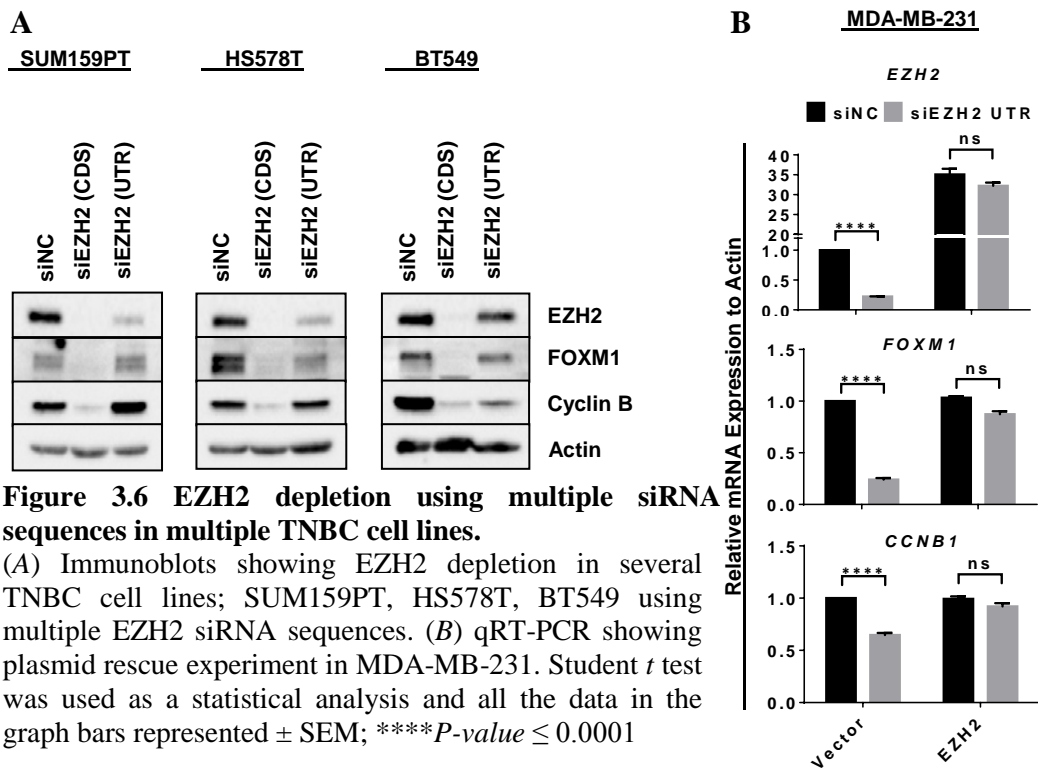 A
SUM159PT HS578T BT549
siNC
siEZH2 (CDS)
siEZH2 (UTR)
siNC
siEZH2 (CDS)
siEZH2 (UTR)
siNC
siEZH2 (CDS)
siEZH2 (UTR)
EZH2
FOXM1
Cyclin B
Actin
Figure 3.6 EZH2 depletion using multiple siRNA
sequences in multiple TNBC cell lines.
(A) Immunoblots showing EZH2 depletion in several
TNBC cell lines; SUM159PT, HS578T, BT549 using
multiple EZH2 siRNA sequences. (B) qRT-PCR showing
plasmid rescue experiment in MDA-MB-231. Student t test
was used as a statistical analysis and all the data in the
graph bars represented ± SEM; ****P-value ≤ 0.0001
B
MDA-MB-231
EZH2
siNC siEZH2 UTR
Relative mRNA Expression to Actin
ns
****
40
35
30
25
20
1.0
0.5
0.0
FOXM1
1.5
**** ns
1.0
0.5
0.0
CCNB1
1.5
**** ns
1.0
0.5
0.0
Vector
EZH2